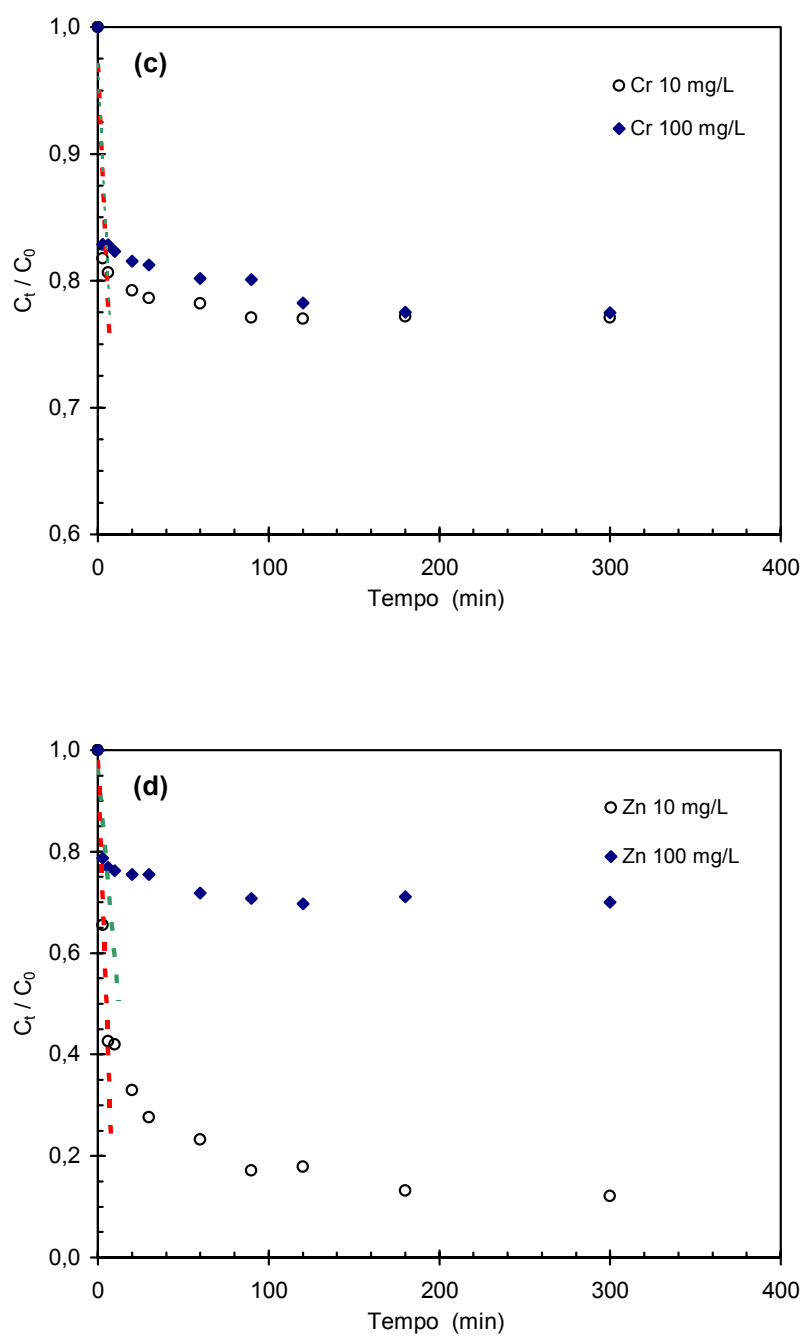 1,0
(c)
Cr 10 mg/L
Cr 100 mg/L
0,9
0,8
Ct / C0
0,7
0,6
0 100 200 300 400
Tempo (min)
1,0
(d)
Zn 10 mg/L
Zn 100 mg/L
0,8
0,6
Ct / C0
0,4
0,2
0,0
0 100 200 300 400
Tempo (min)